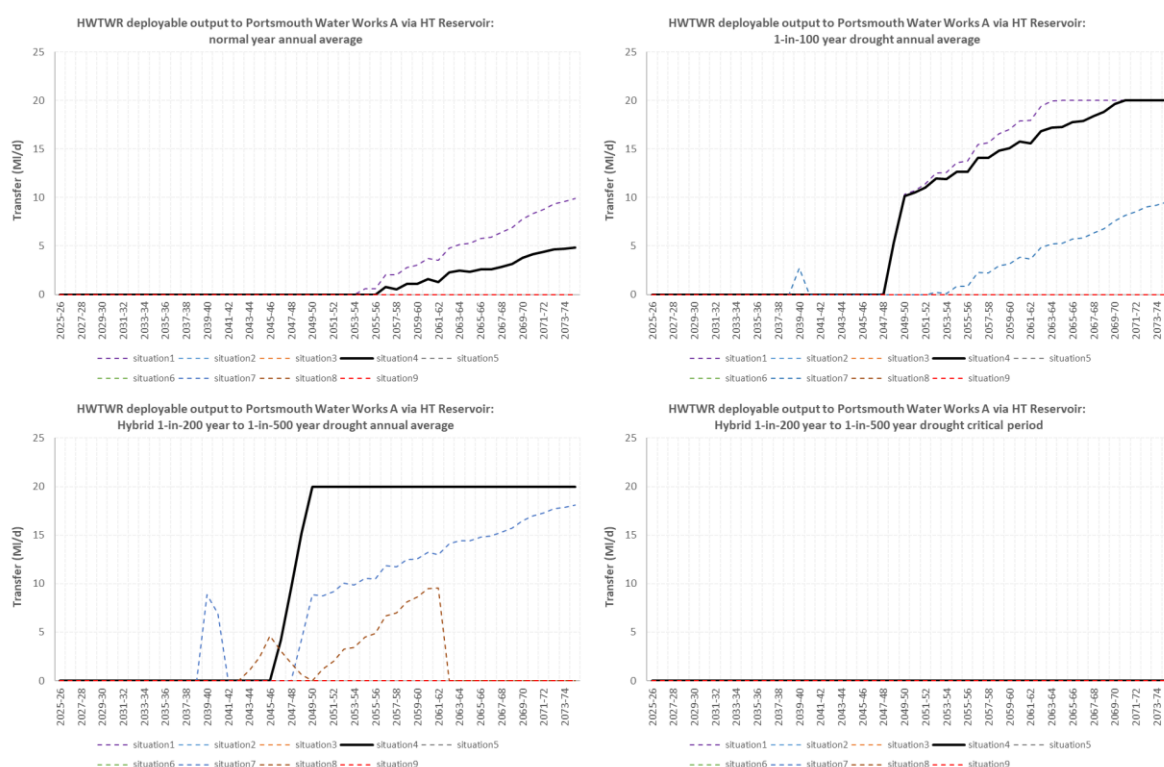 HWTWR deployable output to Portsmouth Water Works A via HT Reservoir:
normal year annual average
Transfer (Ml/d)
25
20
15
10
5
0
2025-26 2027-28 2029-30 2031-32 2033-34 2035-36 2037-38 2039-40 2041-42 2043-44 2045-46 2047-48 2049-50 2051-52 2053-54 2055-56 2057-58 2059-60 2061-62 2063-64 2065-66 2067-68 2069-70 2071-72 2073-74
situation1 situation2 situation3 situation4 situation5
situation6 situation7 situation8 situation9
HWTWR deployable output to Portsmouth Water Works A via HT Reservoir:
1-in-100 year drought annual average
Transfer (Ml/d)
25
20
15
10
5
0
2025-26 2027-28 2029-30 2031-32 2033-34 2035-36 2037-38 2039-40 2041-42 2043-44 2045-46 2047-48 2049-50 2051-52 2053-54 2055-56 2057-58 2059-60 2061-62 2063-64 2065-66 2067-68 2069-70 2071-72 2073-74
situation1 situation2 situation3 situation4 situation5
situation6 situation7 situation8 situation9
HWTWR deployable output to Portsmouth Water Works A via HT Reservoir:
Hybrid 1-in-200 year to 1-in-500 year drought annual average
Transfer (Ml/d)
25
20
15
10
5
0
2025-26 2027-28 2029-30 2031-32 2033-34 2035-36 2037-38 2039-40 2041-42 2043-44 2045-46 2047-48 2049-50 2051-52 2053-54 2055-56 2057-58 2059-60 2061-62 2063-64 2065-66 2067-68 2069-70 2071-72 2073-74
situation1 situation2 situation3 situation4 situation5
situation6 situation7 situation8 situation9
HWTWR deployable output to Portsmouth Water Works A via HT Reservoir:
Hybrid 1-in-200 year to 1-in-500 year drought critical period
Transfer (Ml/d)
25
20
15
10
5
0
2025-26 2027-28 2029-30 2031-32 2033-34 2035-36 2037-38 2039-40 2041-42 2043-44 2045-46 2047-48 2049-50 2051-52 2053-54 2055-56 2057-58 2059-60 2061-62 2063-64 2065-66 2067-68 2069-70 2071-72 2073-74
situation1 situation2 situation3 situation4 situation5
situation6 situation7 situation8 situation9